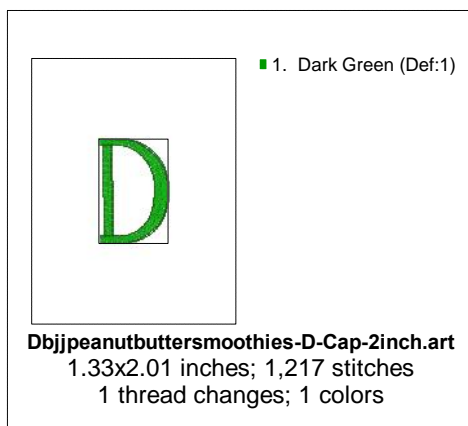 1. Dark Green (Def:1)
D
Dbjjpeanutbuttersmoothies-D-Cap-2inch.art
1.33x2.01 inches; 1,217 stitches
1 thread changes; 1 colors